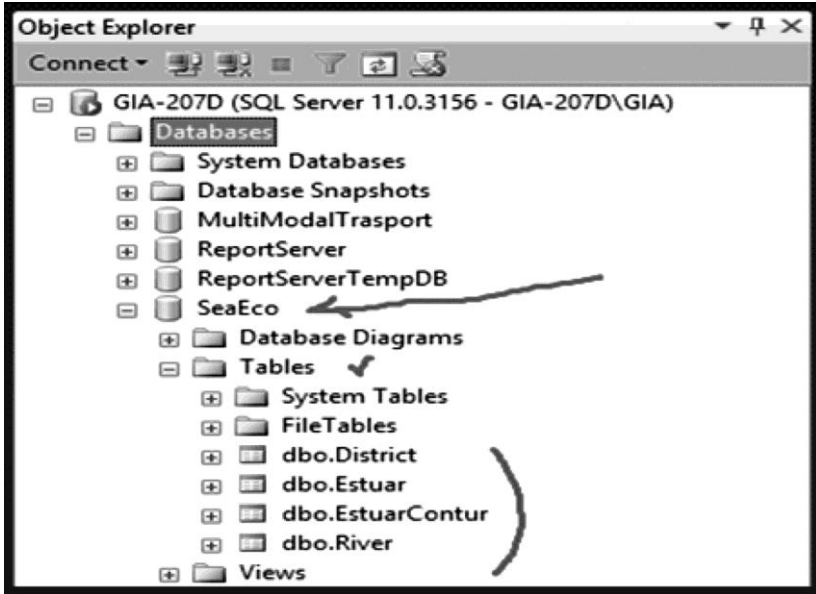 Object Explorer
Connect
GIA-207D (SQL Server 11.0.3156 - GIA-207D\GIA)
Databases
System Databases
Database Snapshots
MultiModalTrasport
ReportServer
ReportServerTempDB
SeaEco
Database Diagrams
Tables
System Tables
FileTables
dbo.District
dbo.Estuar
dbo.EstuarContur
dbo.River
Views